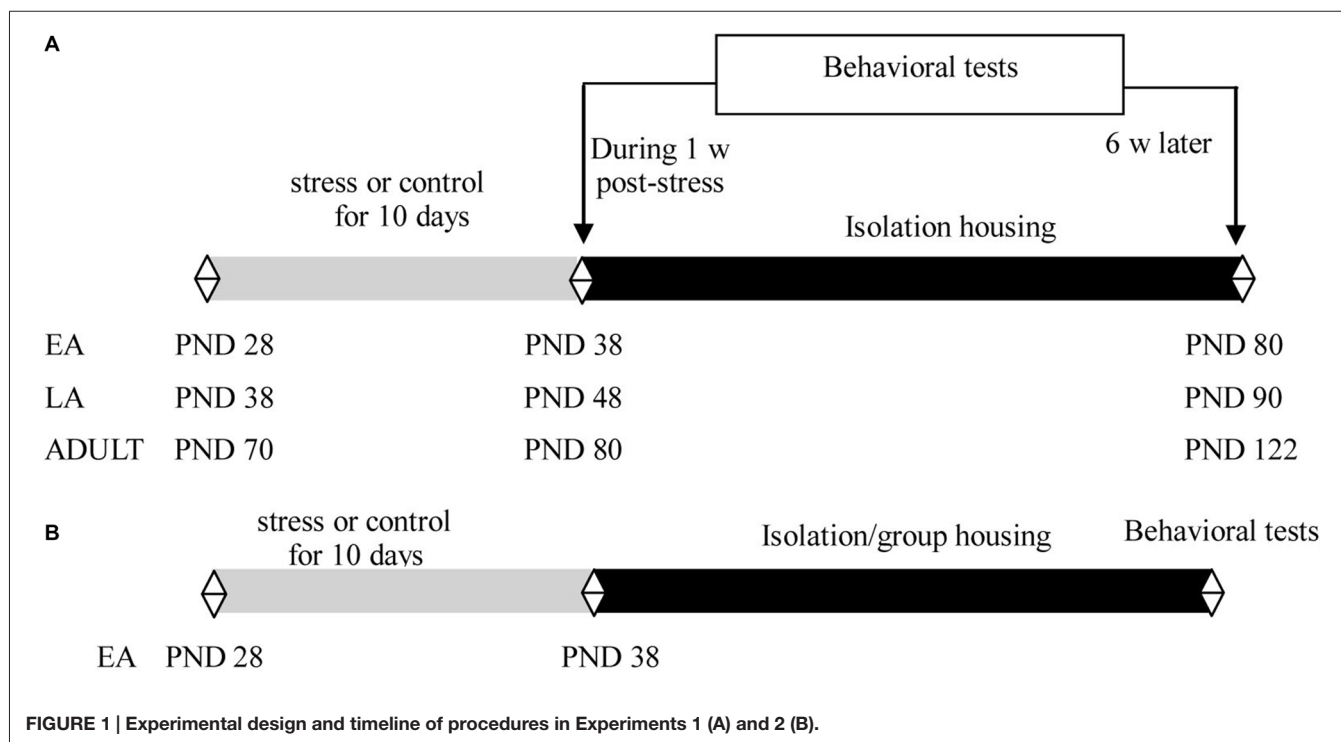 A
Behavioral tests
During 1 w
post-stress
6 w later
stress or control
for 10 days
Isolation housing
EA PND 28 PND 38 PND 80
LA PND 38 PND 48 PND 90
ADULT PND 70 PND 80 PND 122
B
stress or control
for 10 days
Isolation/group housing
Behavioral tests
EA PND 28 PND 38
FIGURE 1 | Experimental design and timeline of procedures in Experiments 1 (A) and 2 (B).